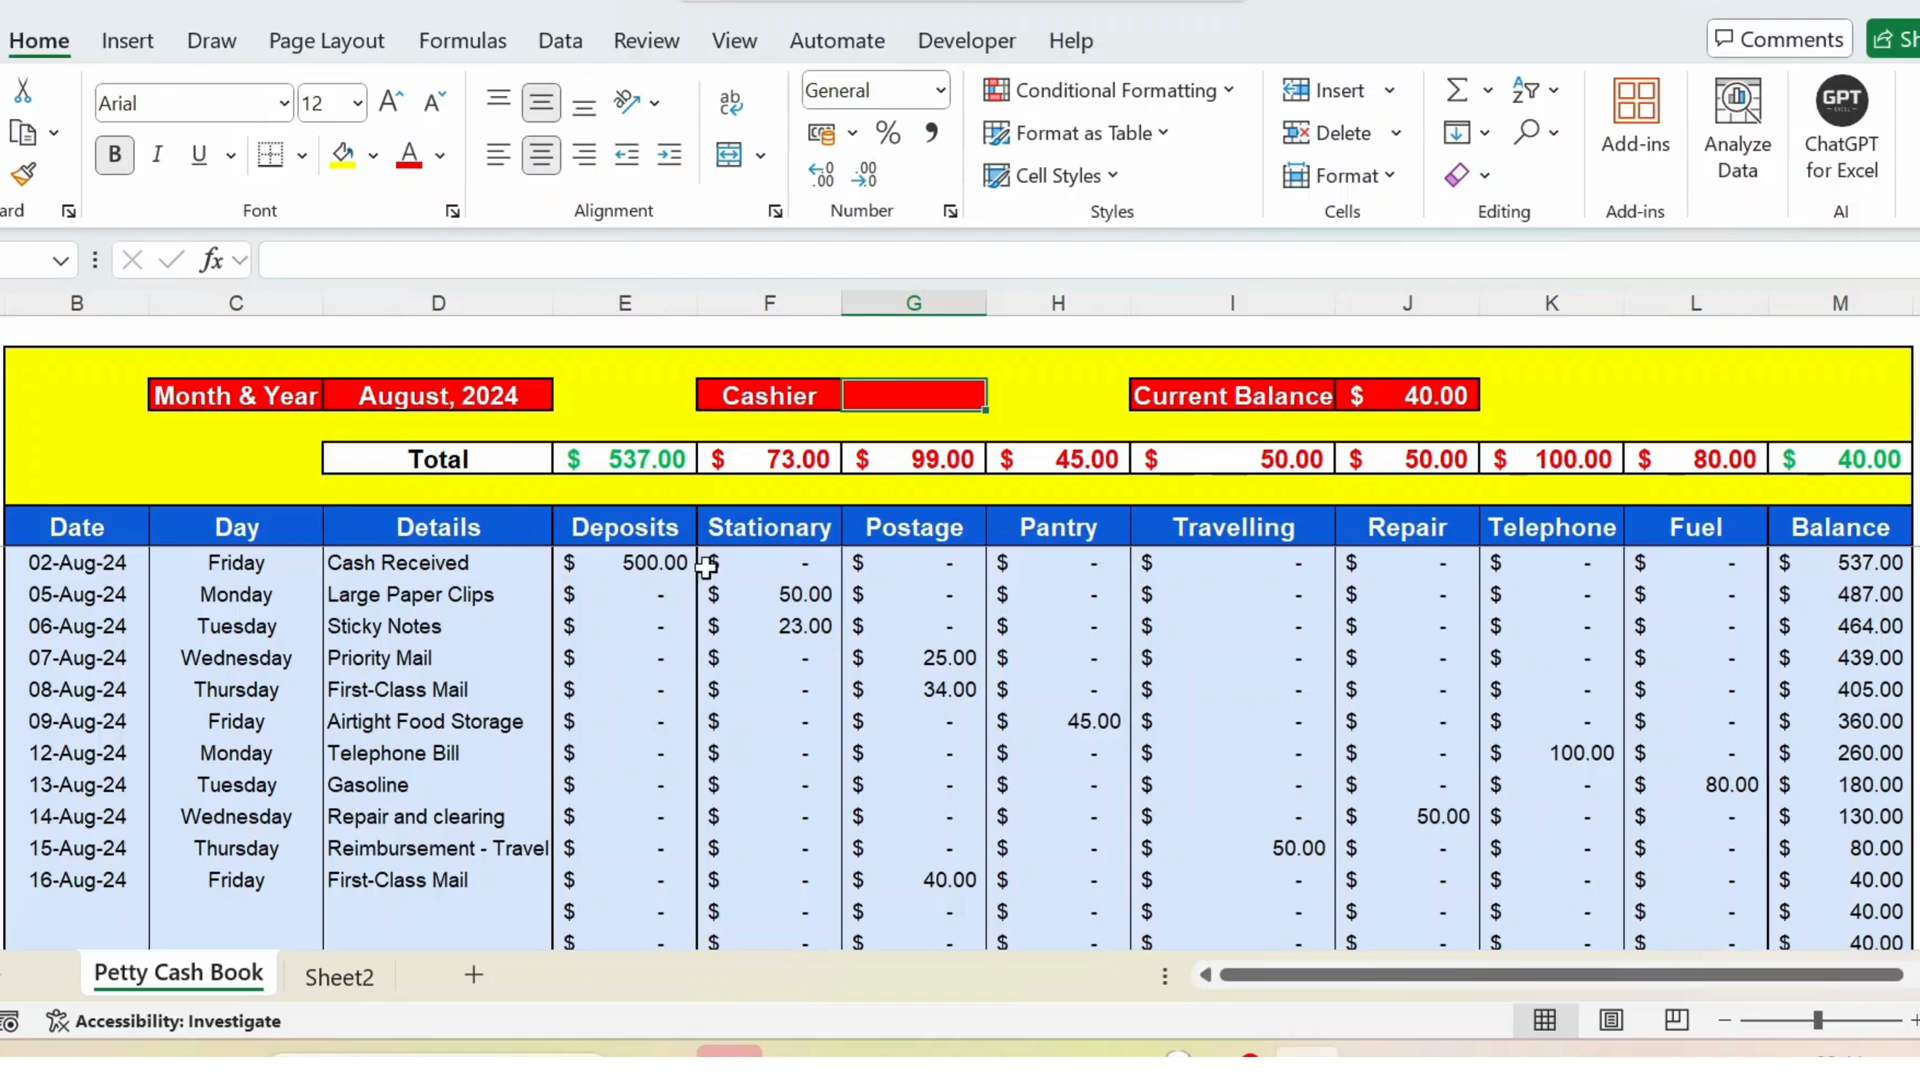 Home Insert Draw Page Layout Formulas Data Review View Automate Developer Help Comments Sh
Arial 12 General Conditional Formatting Insert
B I U Format as Table Delete Add-ins Analyze Data ChatGPT for Excel
Cell Styles Format
ard Font Alignment Number Styles Cells Editing Add-ins AI
fx
B C D E F G H I J K L M
Month & Year August, 2024 Cashier Current Balance $ 40.00
Total $ 537.00 $ 73.00 $ 99.00 $ 45.00 $ 50.00 $ 50.00 $ 100.00 $ 80.00 $ 40.00
Date Day Details Deposits Stationary Postage Pantry Travelling Repair Telephone Fuel Balance
02-Aug-24 Friday Cash Received $ 500.00 $ - $ - $ - $ - $ - $ - $ - $ 537.00
05-Aug-24 Monday Large Paper Clips $ - $ 50.00 $ - $ - $ - $ - $ - $ - $ 487.00
06-Aug-24 Tuesday Sticky Notes $ - $ 23.00 $ - $ - $ - $ - $ - $ - $ 464.00
07-Aug-24 Wednesday Priority Mail $ - $ - $ 25.00 $ - $ - $ - $ - $ - $ 439.00
08-Aug-24 Thursday First-Class Mail $ - $ - $ 34.00 $ - $ - $ - $ - $ - $ 405.00
09-Aug-24 Friday Airtight Food Storage $ - $ - $ - $ 45.00 $ - $ - $ - $ - $ 360.00
12-Aug-24 Monday Telephone Bill $ - $ - $ - $ - $ - $ - $ 100.00 $ - $ 260.00
13-Aug-24 Tuesday Gasoline $ - $ - $ - $ - $ - $ - $ - $ 80.00 $ 180.00
14-Aug-24 Wednesday Repair and clearing $ - $ - $ - $ - $ - $ 50.00 $ - $ - $ 130.00
15-Aug-24 Thursday Reimbursement - Travel $ - $ - $ - $ - $ 50.00 $ - $ - $ - $ 80.00
16-Aug-24 Friday First-Class Mail $ - $ - $ 40.00 $ - $ - $ - $ - $ - $ 40.00
$ - $ - $ - $ - $ - $ - $ - $ - $ 40.00
$ - $ - $ - $ - $ - $ - $ - $ - $ 40.00
Petty Cash Book Sheet2
Accessibility: Investigate